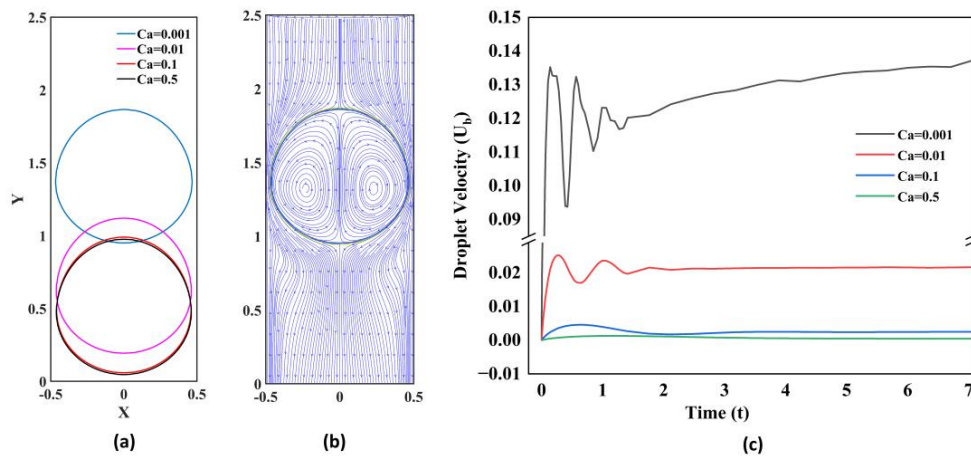 2.5
2
1.5
1
0.5
0
-0.5
0
0.5
Y
X
Ca=0.001
Ca=0.01
Ca=0.1
Ca=0.5
(a)
2.5
2
1.5
1
0.5
0
-0.5
0
0.5
(b)
0.15
0.14
0.13
0.12
0.11
0.10
0.09
0.02
0.01
0.00
−0.01
Droplet Velocity (Ub)
Ca=0.001
Ca=0.01
Ca=0.1
Ca=0.5
0
1
2
3
4
5
6
7
Time (t)
(c)